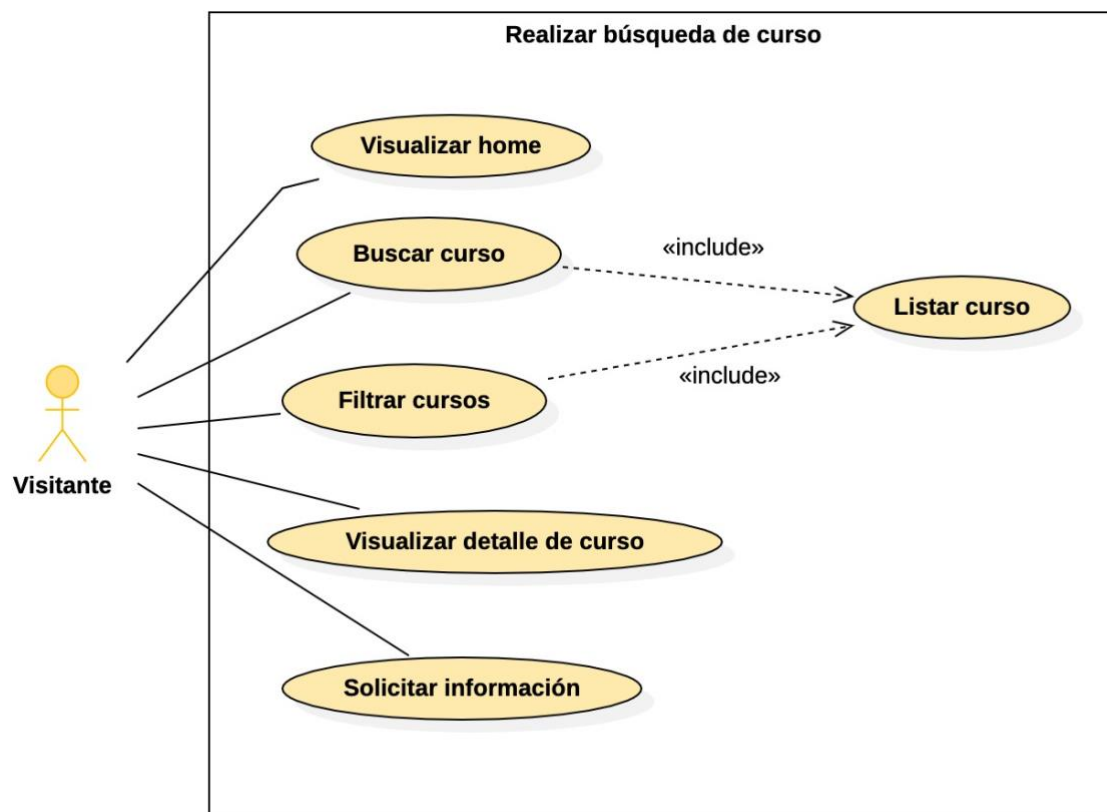 Realizar búsqueda de curso
Visualizar home
Buscar curso
«include»
Listar curso
Filtrar cursos
«include»
Visitante
Visualizar detalle de curso
Solicitar información